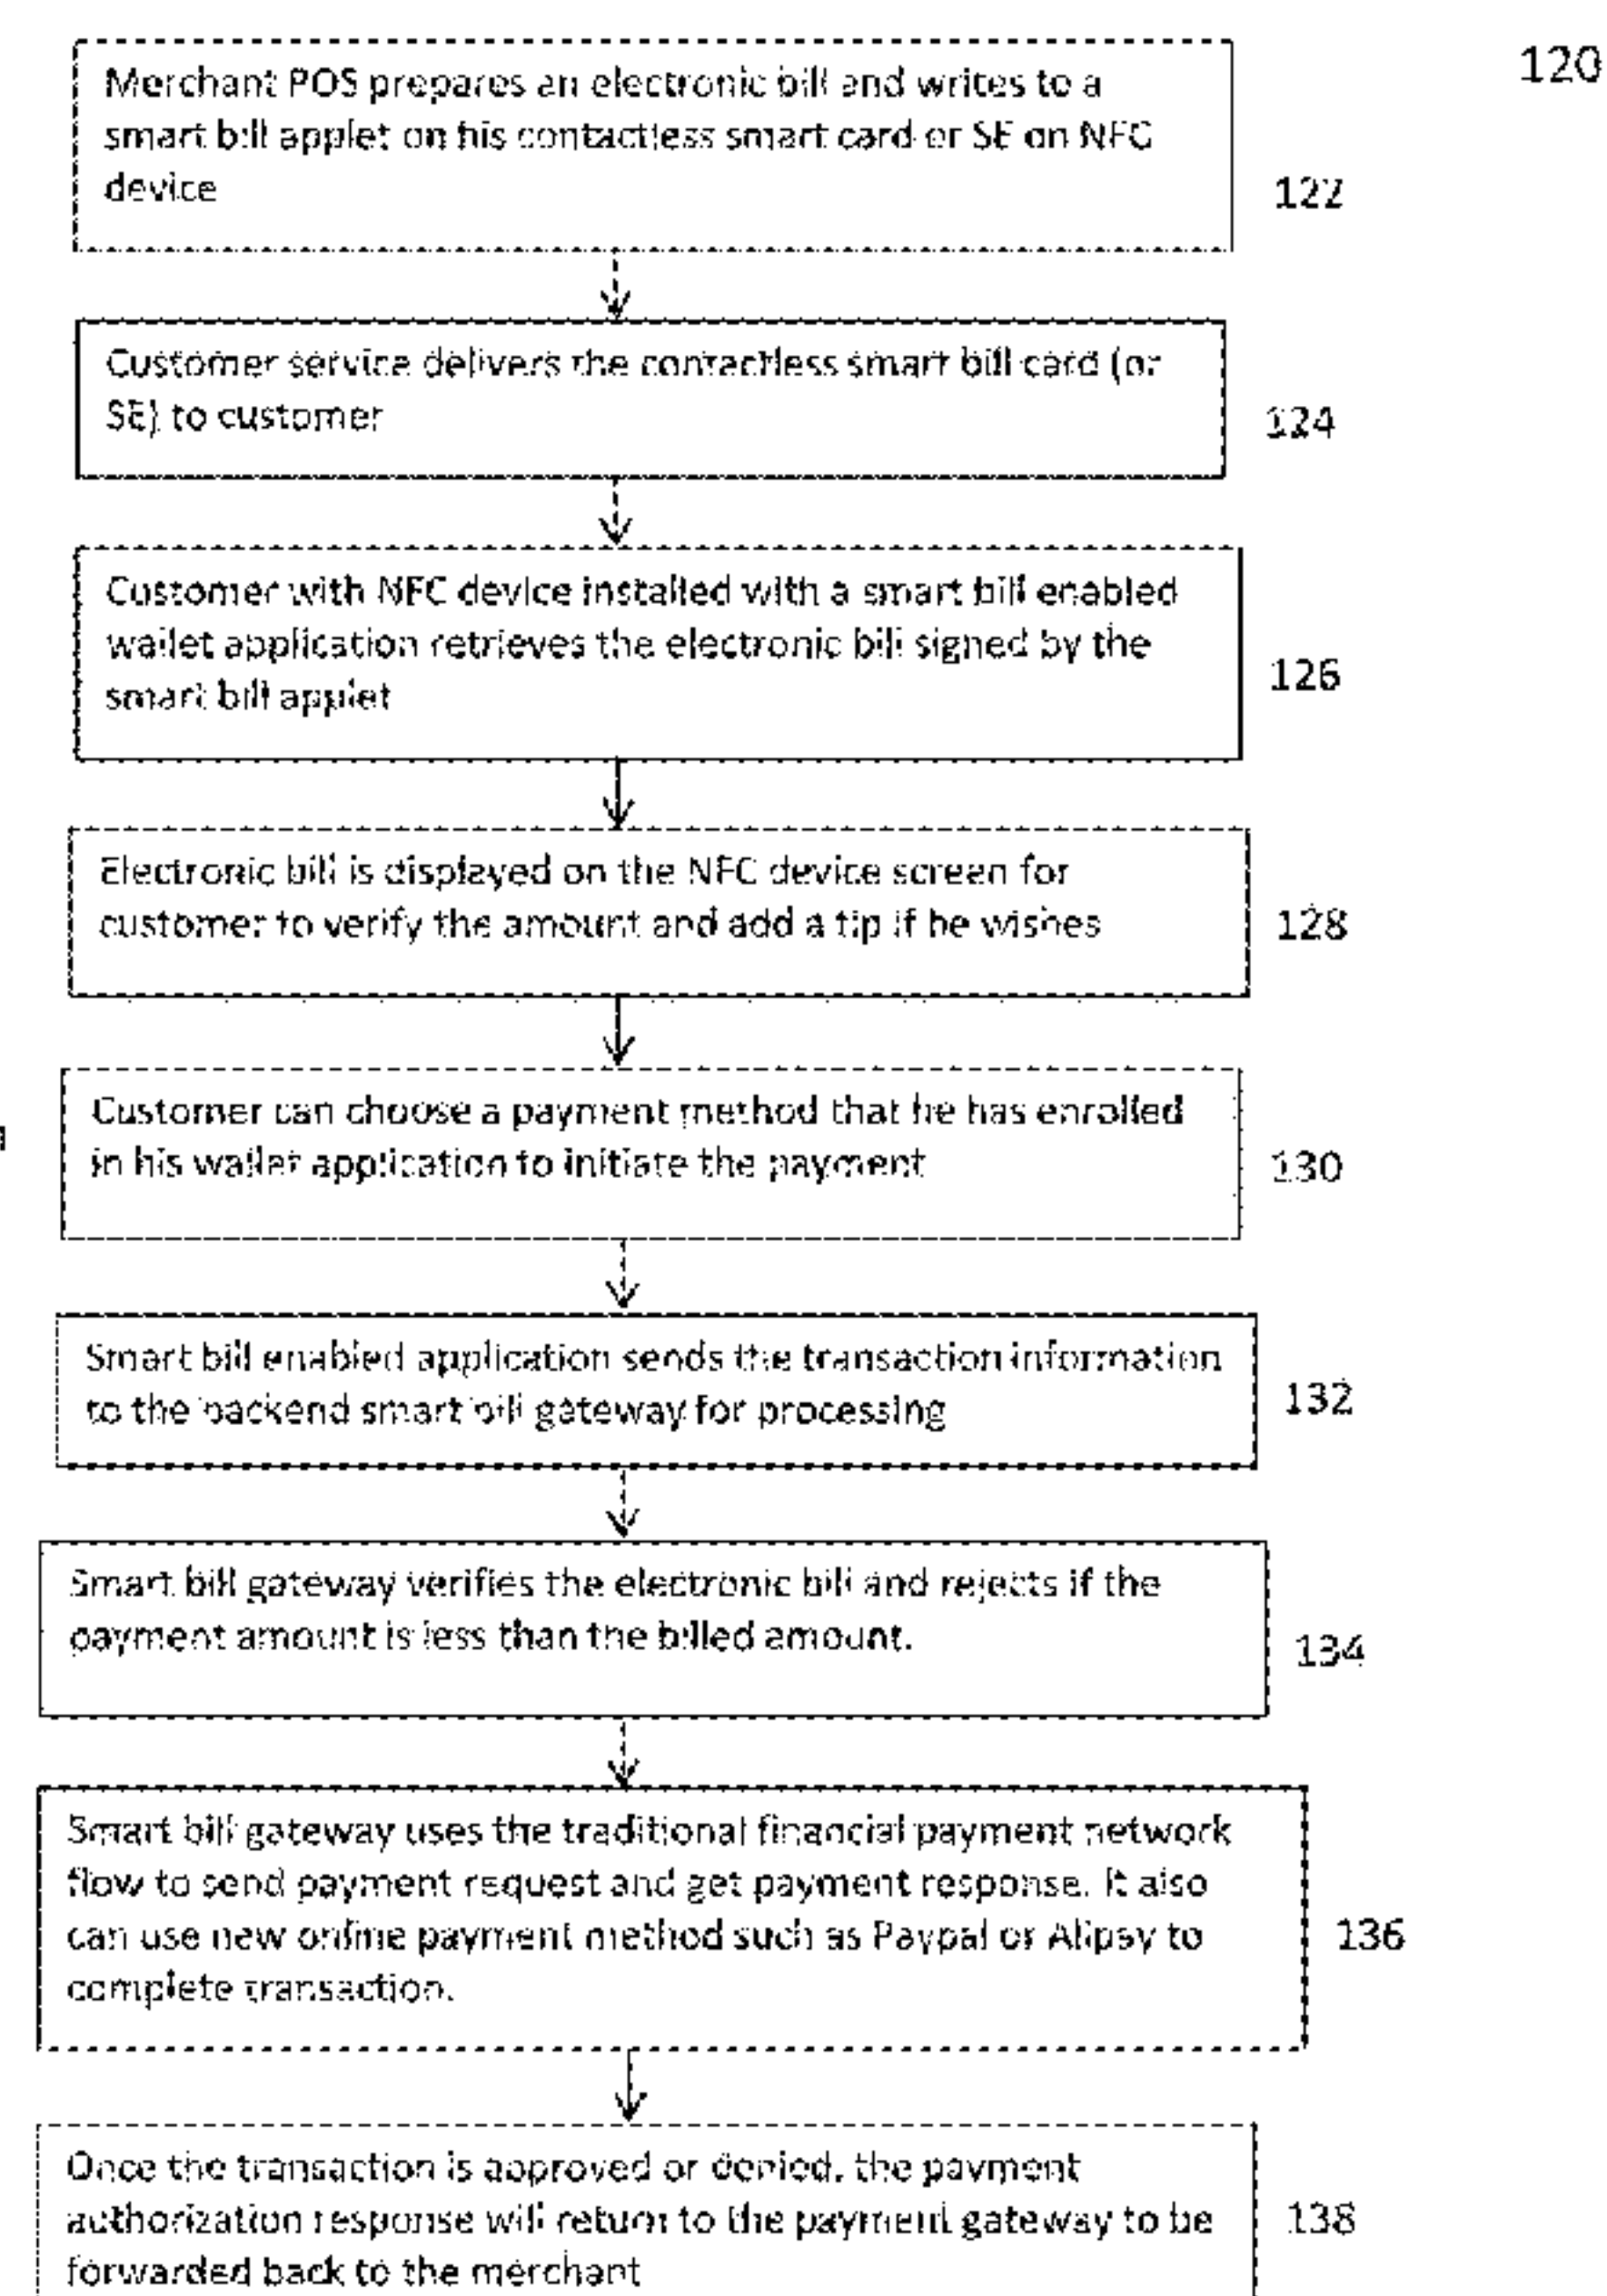 120
Merchant POS prepares an electronic bill and writes to a
smart bill applet on his contactless smart card or SE on NFC
device
122
Customer service delivers the contactless smart bill card (or
SE) to customer
124
Customer with NFC device installed with a smart bill enabled
wallet application retrieves the electronic bill signed by the
smart bill applet
126
Electronic bill is displayed on the NFC device screen for
customer to verify the amount and add a tip if he wishes
128
Customer can choose a payment method that he has enrolled
in his wallet application to initiate the payment
130
Smart bill enabled application sends the transaction information
to the backend smart bill gateway for processing
132
Smart bill gateway verifies the electronic bill and rejects if the
payment amount is less than the billed amount.
134
Smart bill gateway uses the traditional financial payment network
flow to send payment request and get payment response. It also
can use new online payment method such as Paypal or Alipay to
complete transaction.
136
Once the transaction is approved or denied, the payment
authorization response will return to the payment gateway to be
forwarded back to the merchant
138